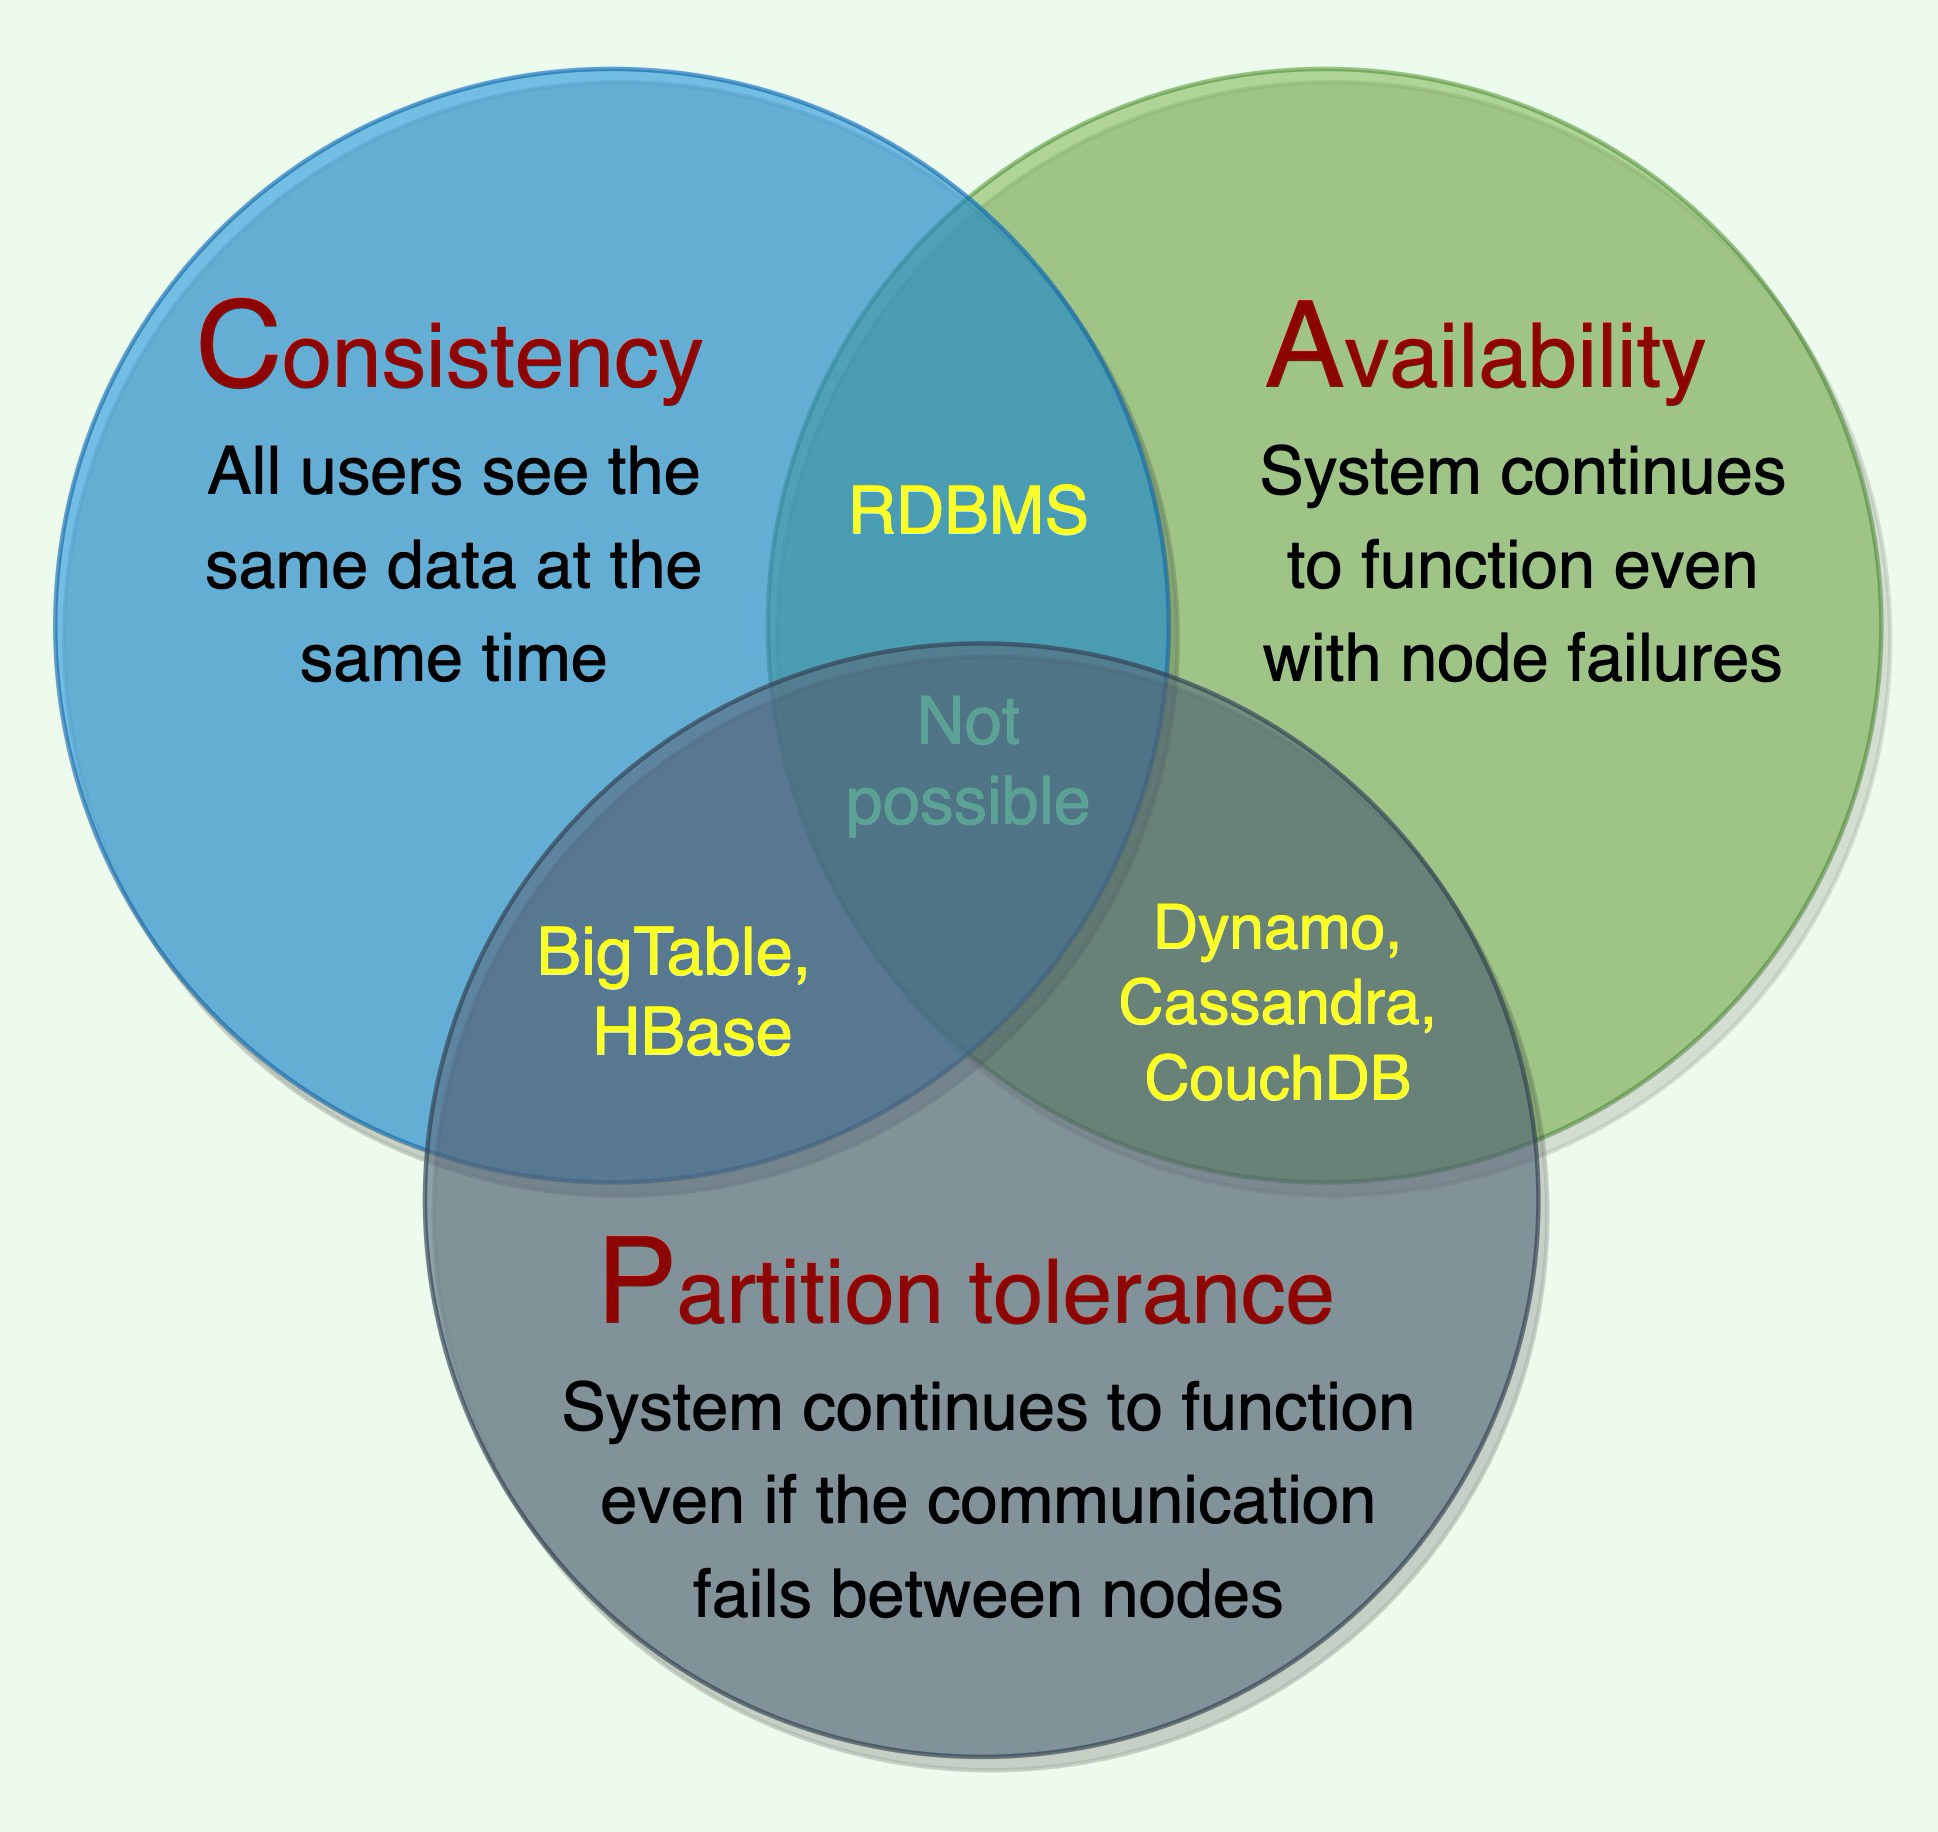 Consistency
All users see the
same data at the
same time
Availability
System continues
to function even
with node failures
RDBMS
Not
possible
BigTable,
HBase
Dynamo,
Cassandra,
CouchDB
Partition tolerance
System continues to function
even if the communication
fails between nodes